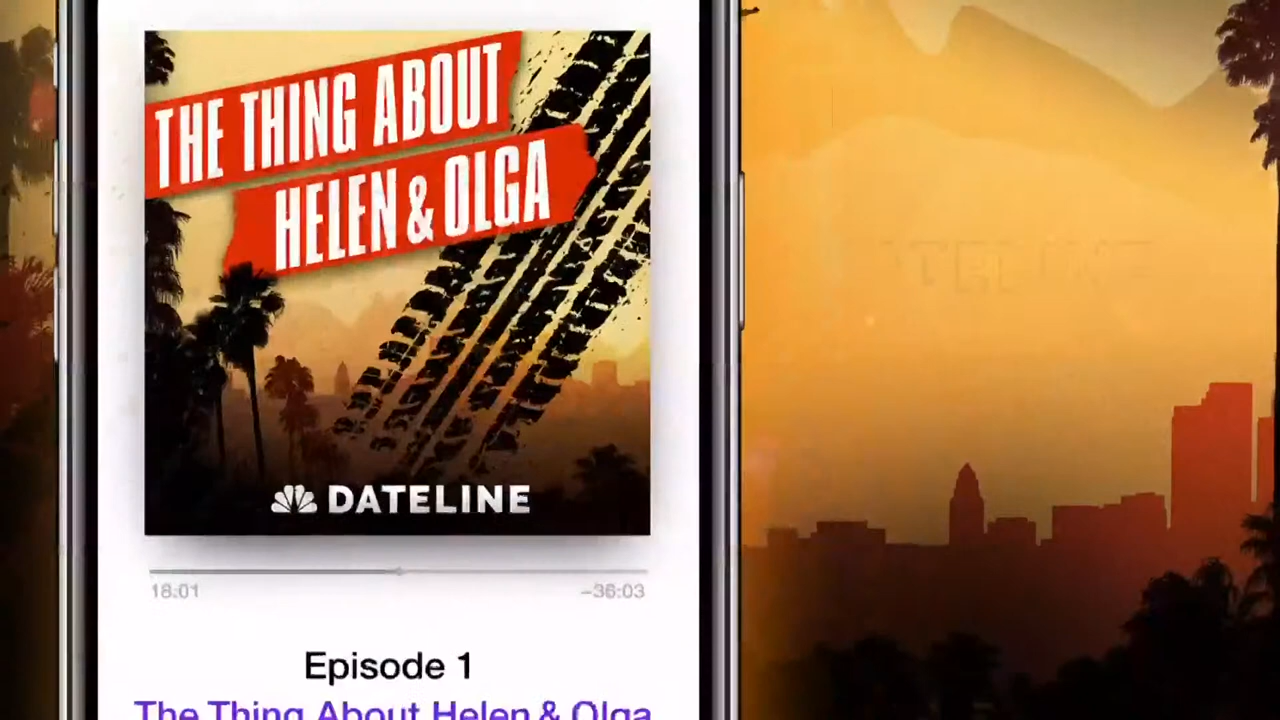 THE THING ABOUT
HELEN & OLGA
DATELINE
18:01
-36:03
Episode 1
The Thing About Helen & Olga